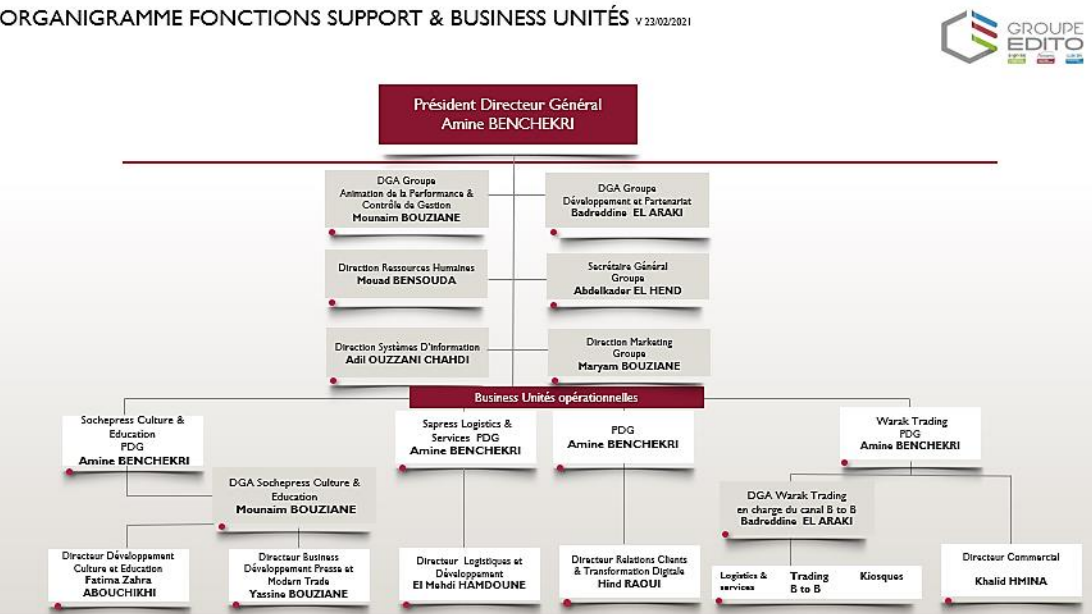 ORGANIGRAMME FONCTIONS SUPPORT & BUSINESS UNITÉS V 23/02/2021
GROUPE
EDITO
Président Directeur Général
Amine BENCHEKRI
DGA Groupe
Animation de la Performance &
Contrôle de Gestion
Mounaim BOUZIANE
DGA Groupe
Développement et Partenariat
Badreddine EL ARAKI
Direction Ressources Humaines
Mouad BENSOUDA
Secrétaire Général
Groupe
Abdelkader EL HEND
Direction Systèmes D'information
Adil OUZZANI CHAHDI
Direction Marketing
Groupe
Maryam BOUZIANE
Business Unités opérationnelles
Sochepress Culture &
Education
PDG
Amine BENCHEKRI
Sapress Logistics &
Services PDG
Amine BENCHEKRI
PDG
Amine BENCHEKRI
Warak Trading
PDG
Amine BENCHEKRI
DGA Sochepress Culture &
Education
Mounaim BOUZIANE
DGA Warak Trading
en charge du canal B to B
Badreddine EL ARAKI
Directeur Développement
Culture et Education
Fatima Zahra
ABOUCHIKHI
Directeur Business
Développement Presse et
Modern Trade
Yassine BOUZIANE
Directeur Logistiques et
Développement
El Mehdi HAMDOUNE
Directeur Relations Clients
& Transformation Digitale
Hind RAOUI
Logistics &
services
Trading
B to B
Kiosques
Directeur Commercial
Khalid HMINA